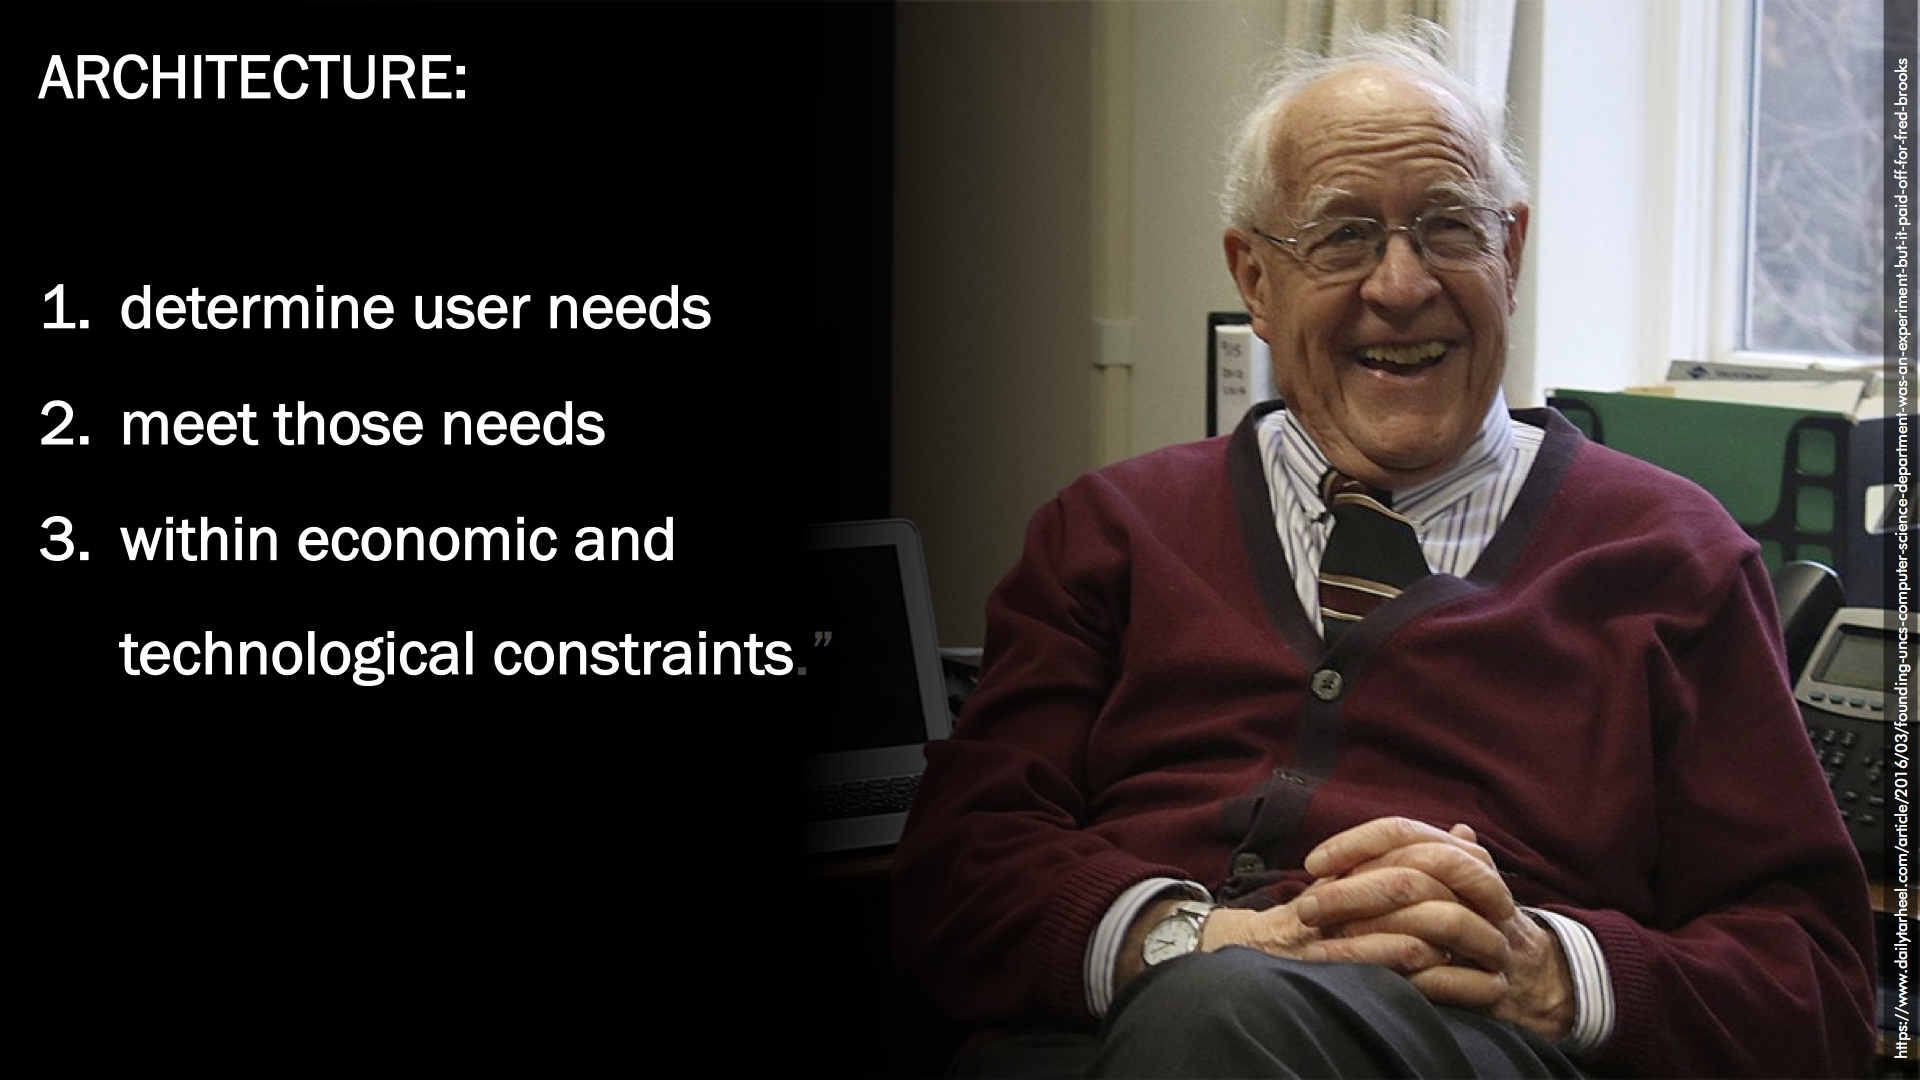 ARCHITECTURE:
1. determine user needs
2. meet those needs
3. within economic and
technological constraints.”
https://www.dailytarheel.com/article/2016/03/founding-uncs-computer-science-department-was-an-experiment-but-it-paid-off-for-fred-brooks